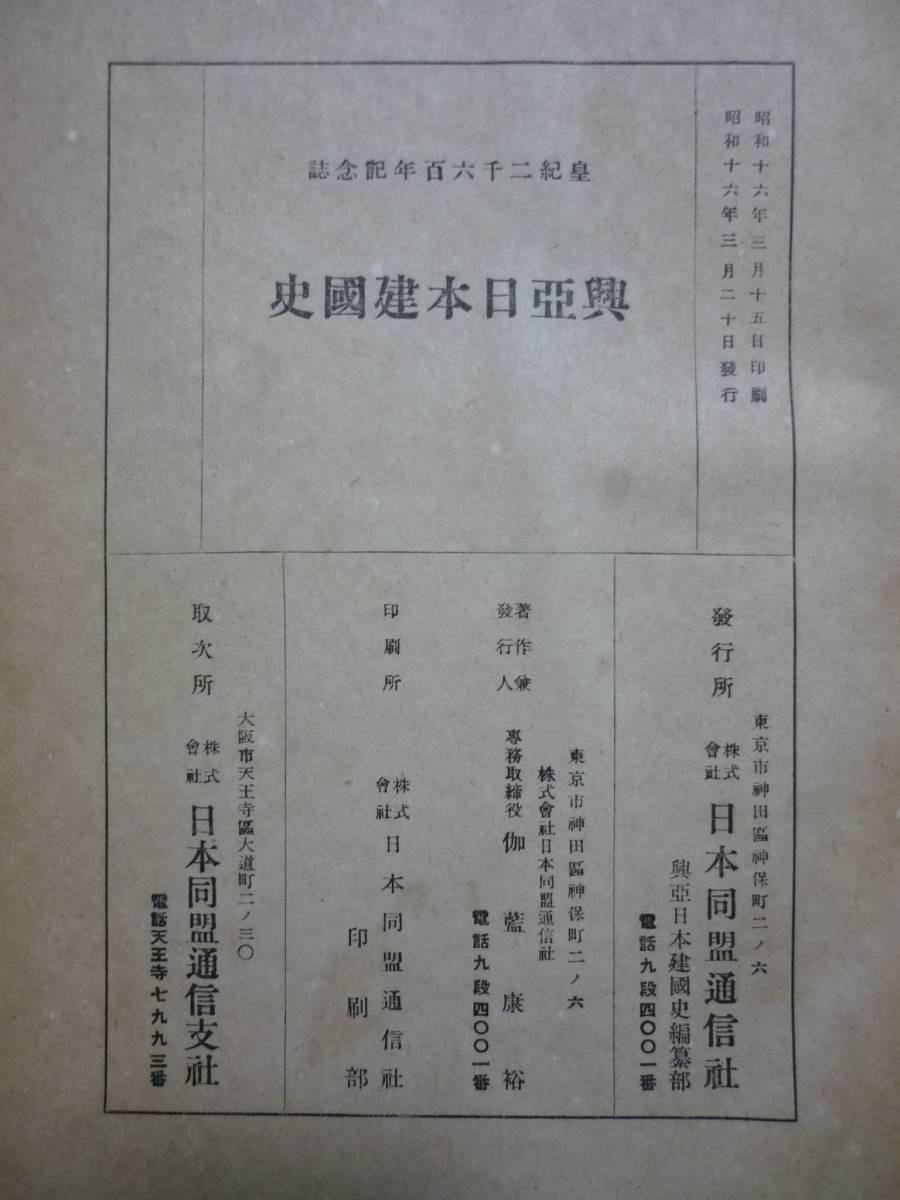 昭和十六年三月十五日印刷
昭和十六年三月二十日發行
皇紀二千六百年記念誌
興亞日本建國史
東京市神田區神保町二ノ六
發行所 株式會社 日本同盟通信社
興亞日本建國史編纂部
電話九段四〇〇一番
東京市神田區神保町二ノ六
株式會社日本同盟通信社
著作兼發行人 專務取締役 伽藍康裕
電話九段四〇〇一番
印刷所 株式會社 日本同盟通信社
印刷部
大阪市天王寺區大道町二ノ三〇
取次所 株式會社 日本同盟通信支社
電話天王寺七九九三番